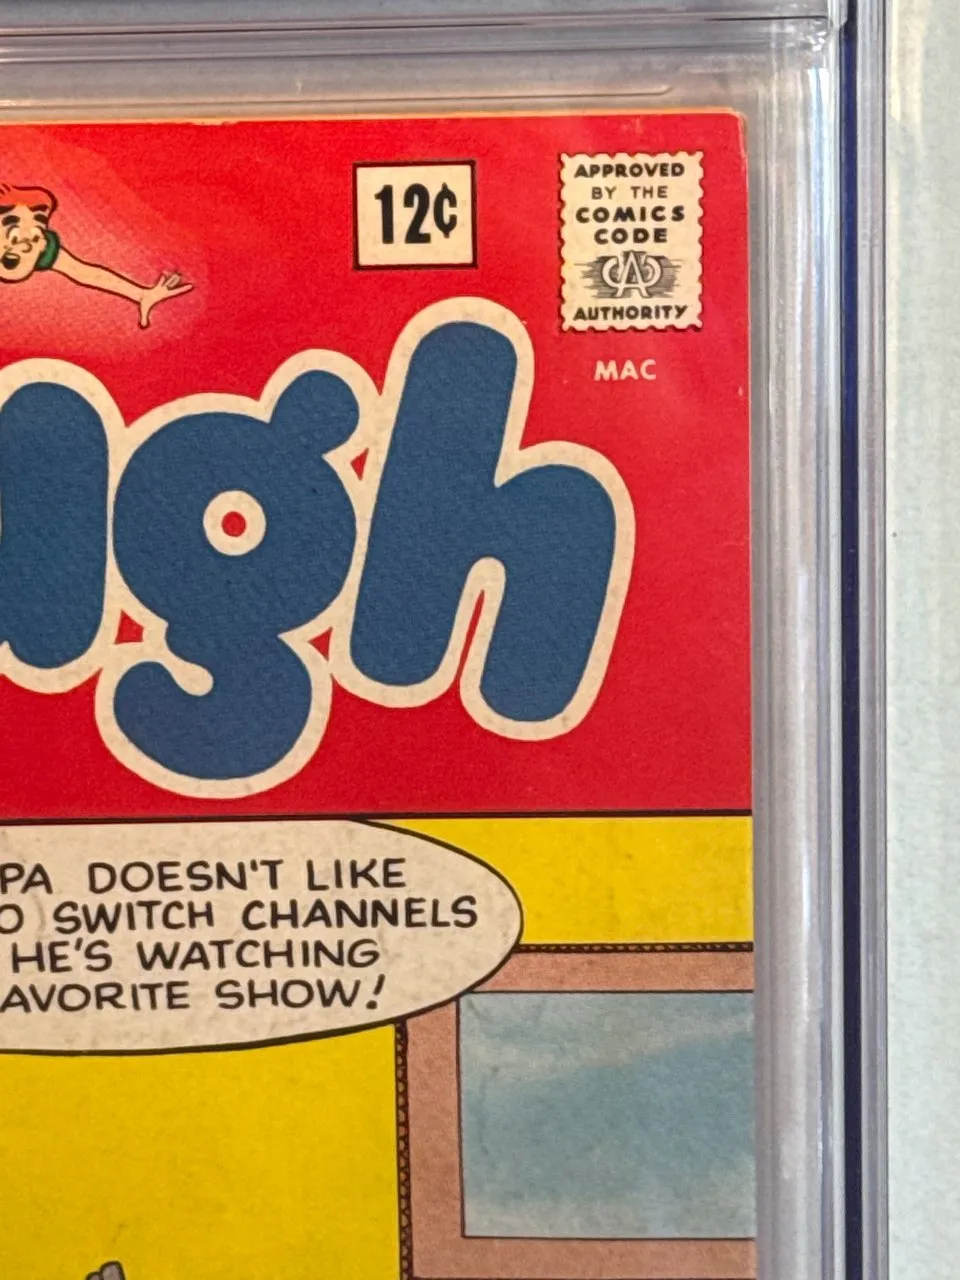 12¢
APPROVED
BY THE
COMICS
CODE
CA
AUTHORITY
MAC
ugh
PA DOESN'T LIKE
O SWITCH CHANNELS
HE'S WATCHING
AVORITE SHOW!